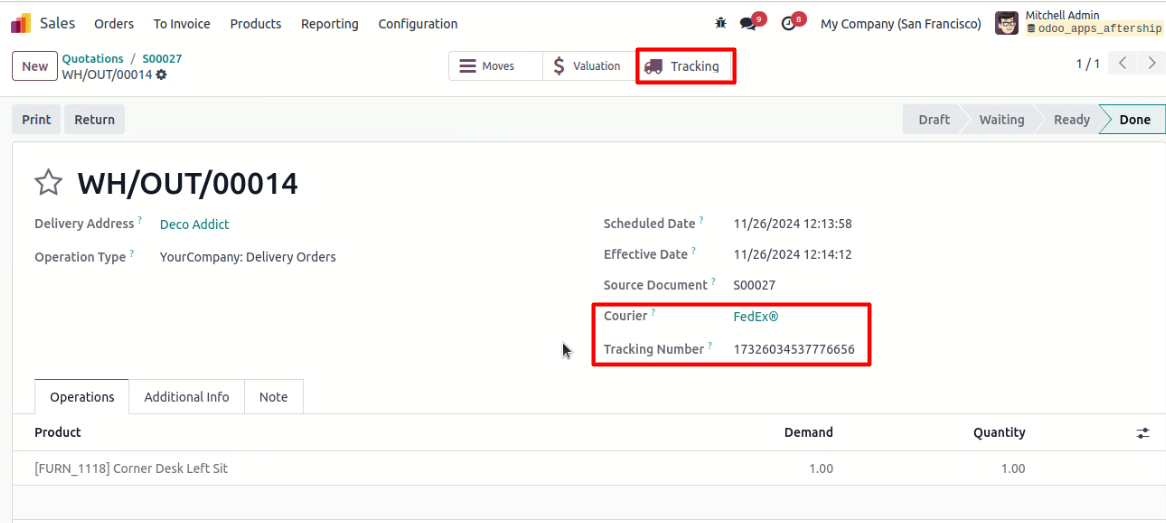 Sales Orders To Invoice Products Reporting Configuration 9 8 My Company (San Francisco) Mitchell Admin
odoo_apps_aftership
New Quotations / S00027
WH/OUT/00014 Moves Valuation Tracking 1 / 1
Print Return Draft Waiting Ready Done
WH/OUT/00014
Delivery Address ? Deco Addict Scheduled Date ? 11/26/2024 12:13:58
Operation Type ? YourCompany: Delivery Orders Effective Date ? 11/26/2024 12:14:12
Source Document ? S00027
Courier ? FedEx®
Tracking Number ? 17326034537776656
Operations Additional Info Note
Product Demand Quantity
[FURN_1118] Corner Desk Left Sit 1.00 1.00